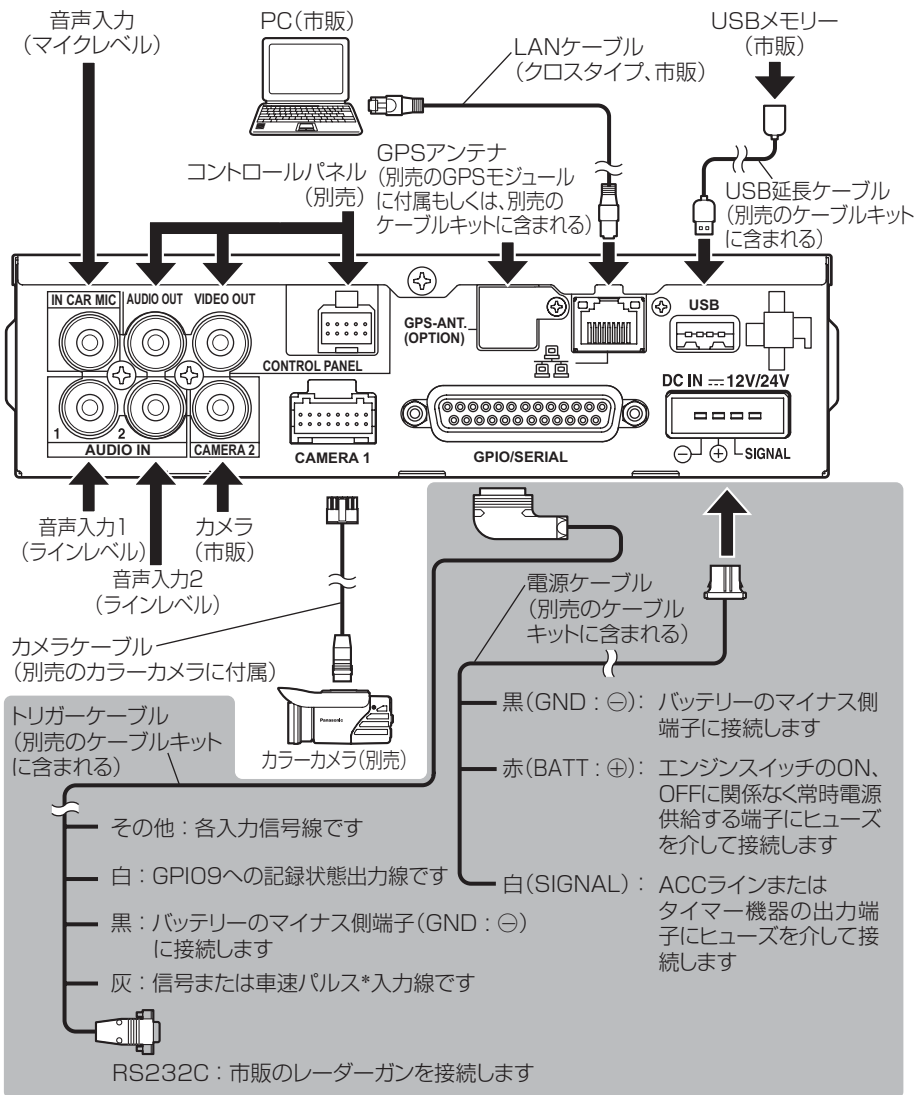 音声入力
（マイクレベル）
PC（市販）
LANケーブル
（クロスタイプ、市販）
USBメモリー
（市販）
コントロールパネル
（別売）
GPSアンテナ
（別売のGPSモジュール
に付属もしくは、別売の
ケーブルキットに含まれる）
USB延長ケーブル
（別売のケーブルキット
に含まれる）
IN CAR MIC
AUDIO OUT
VIDEO OUT
CONTROL PANEL
GPS-ANT.
(OPTION)
USB
DC IN ⎓ 12V/24V
1
2
AUDIO IN
CAMERA 2
CAMERA 1
GPIO/SERIAL
⊖
⊕
SIGNAL
音声入力1
（ラインレベル）
カメラ
（市販）
音声入力2
（ラインレベル）
カメラケーブル
（別売のカラーカメラに付属）
Panasonic
カラーカメラ（別売）
電源ケーブル
（別売のケーブル
キットに含まれる）
黒（GND：⊖）： バッテリーのマイナス側
端子に接続します
赤（BATT：⊕）： エンジンスイッチのON、
OFFに関係なく常時電源
供給する端子にヒューズ
を介して接続します
白（SIGNAL）： ACCラインまたは
タイマー機器の出力端
子にヒューズを介して接
続します
トリガーケーブル
（別売のケーブルキット
に含まれる）
その他：各入力信号線です
白：GPIO9への記録状態出力線です
黒：バッテリーのマイナス側端子（GND：⊖）
に接続します
灰：信号または車速パルス*入力線です
RS232C：市販のレーダーガンを接続します